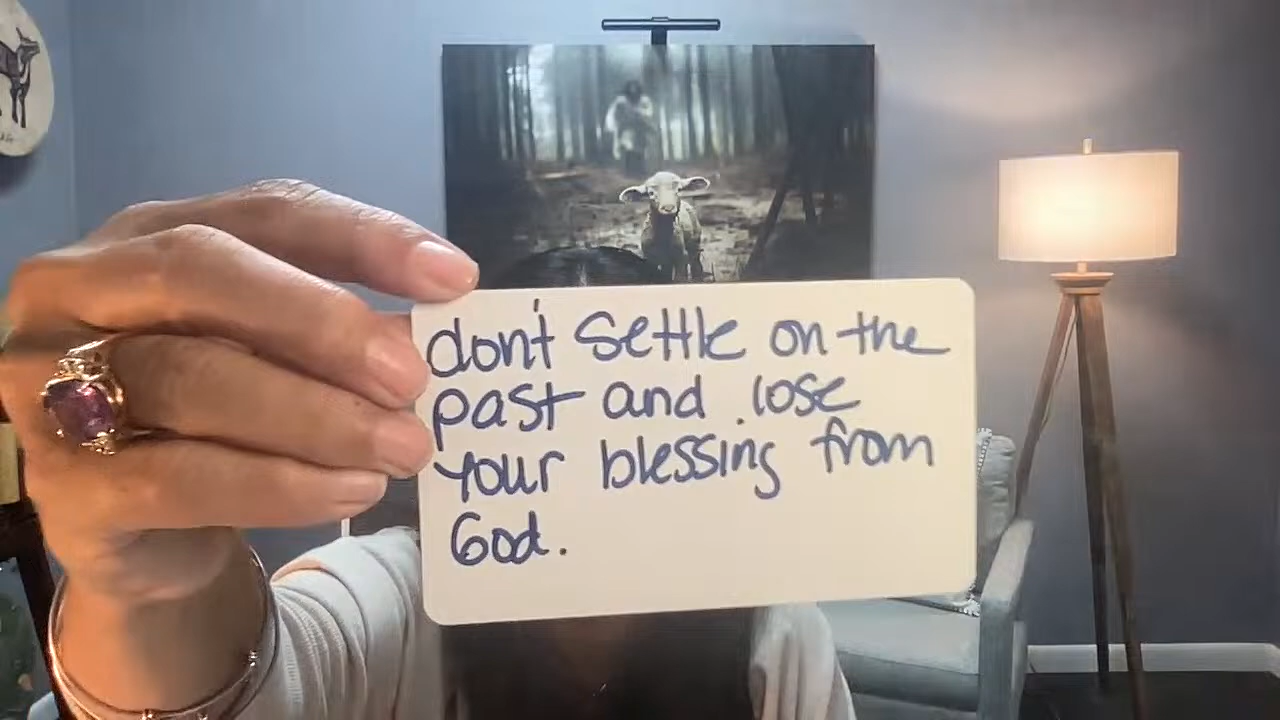 don't settle on the
past and lose
your blessing from
God.